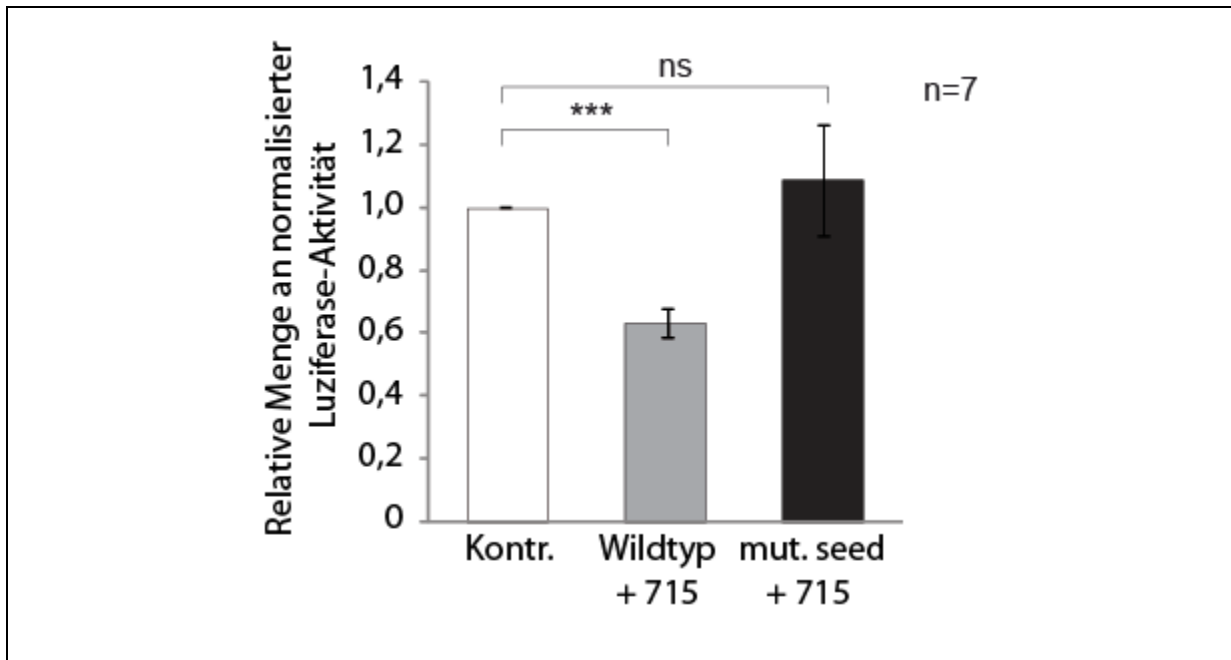 Relative Menge an normalisierter
Luziferase-Aktivität
1,4
1,2
1,0
0,8
0,6
0,4
0,2
0
ns
***
n=7
Kontr.
Wildtyp
+ 715
mut. seed
+ 715